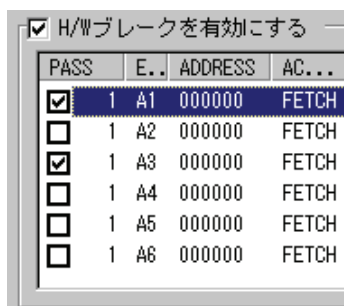 H/Wブレークを有効にする
PASS E.. ADDRESS AC...
1 A1 000000 FETCH
1 A2 000000 FETCH
1 A3 000000 FETCH
1 A4 000000 FETCH
1 A5 000000 FETCH
1 A6 000000 FETCH